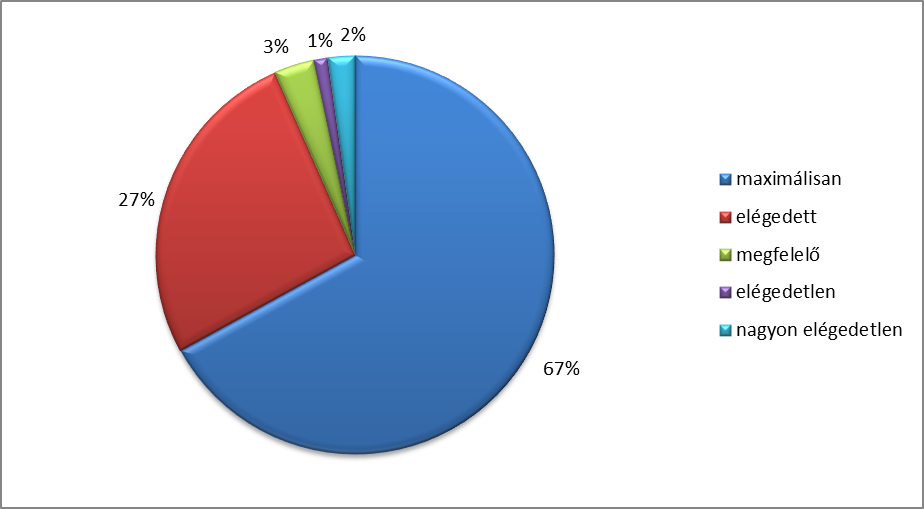 3%
1%
2%
27%
67%
maximálisan
elégedett
megfelelő
elégedetlen
nagyon elégedetlen